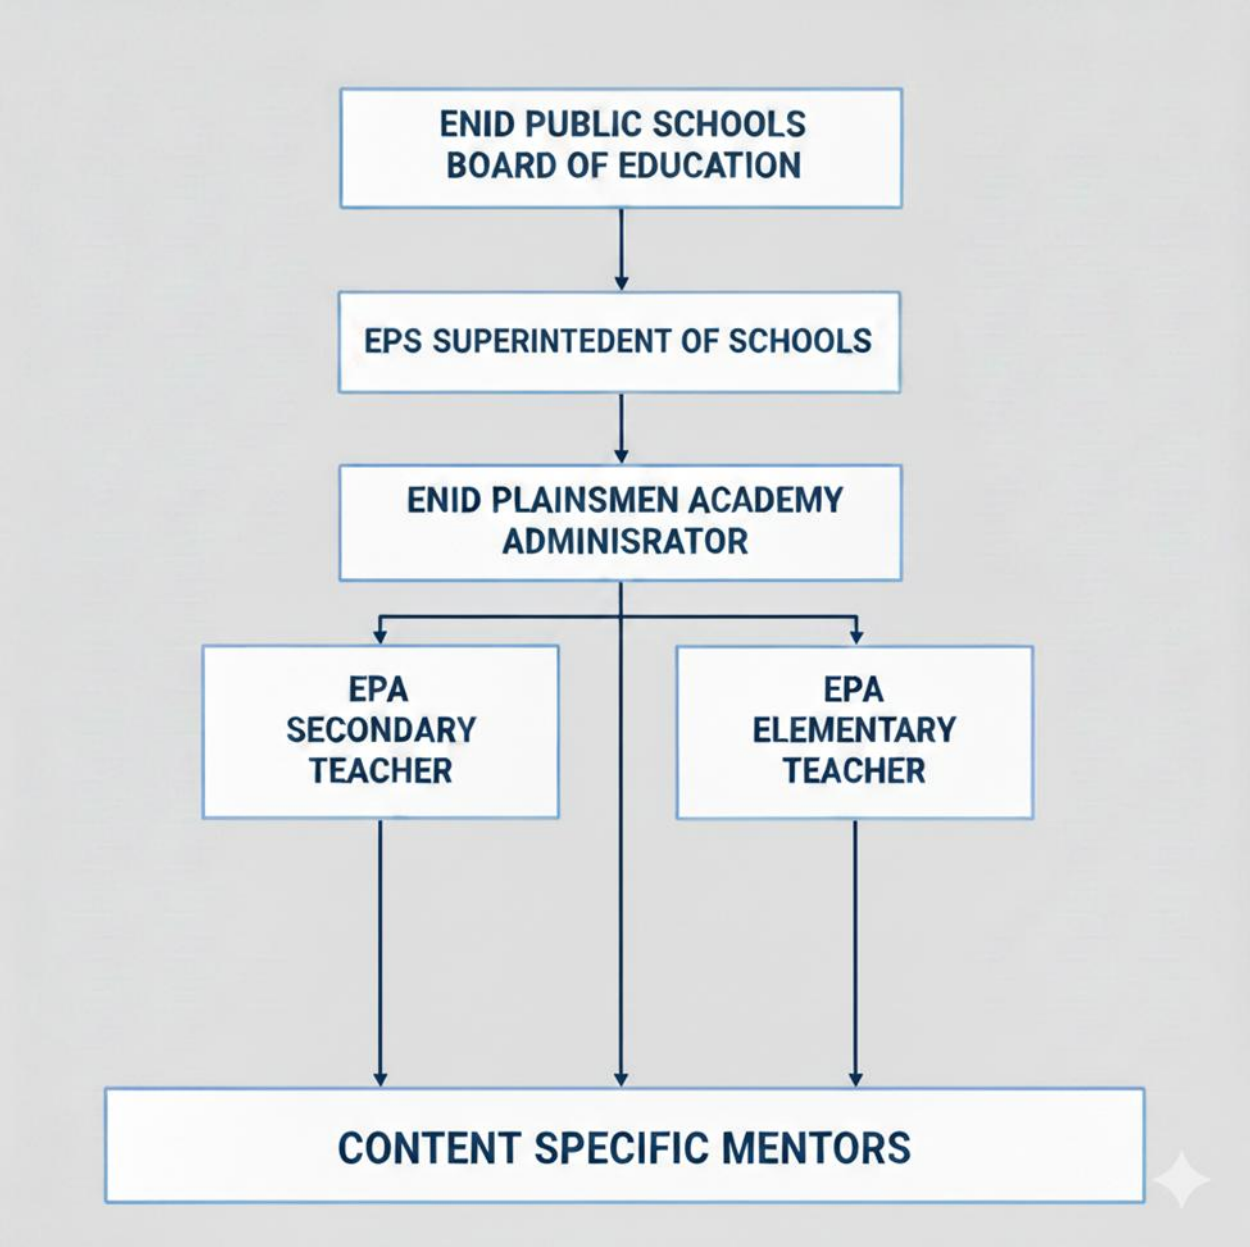 ENID PUBLIC SCHOOLS
BOARD OF EDUCATION
EPS SUPERINTEDENT OF SCHOOLS
ENID PLAINSMEN ACADEMY
ADMINISRATOR
EPA
SECONDARY
TEACHER
EPA
ELEMENTARY
TEACHER
CONTENT SPECIFIC MENTORS